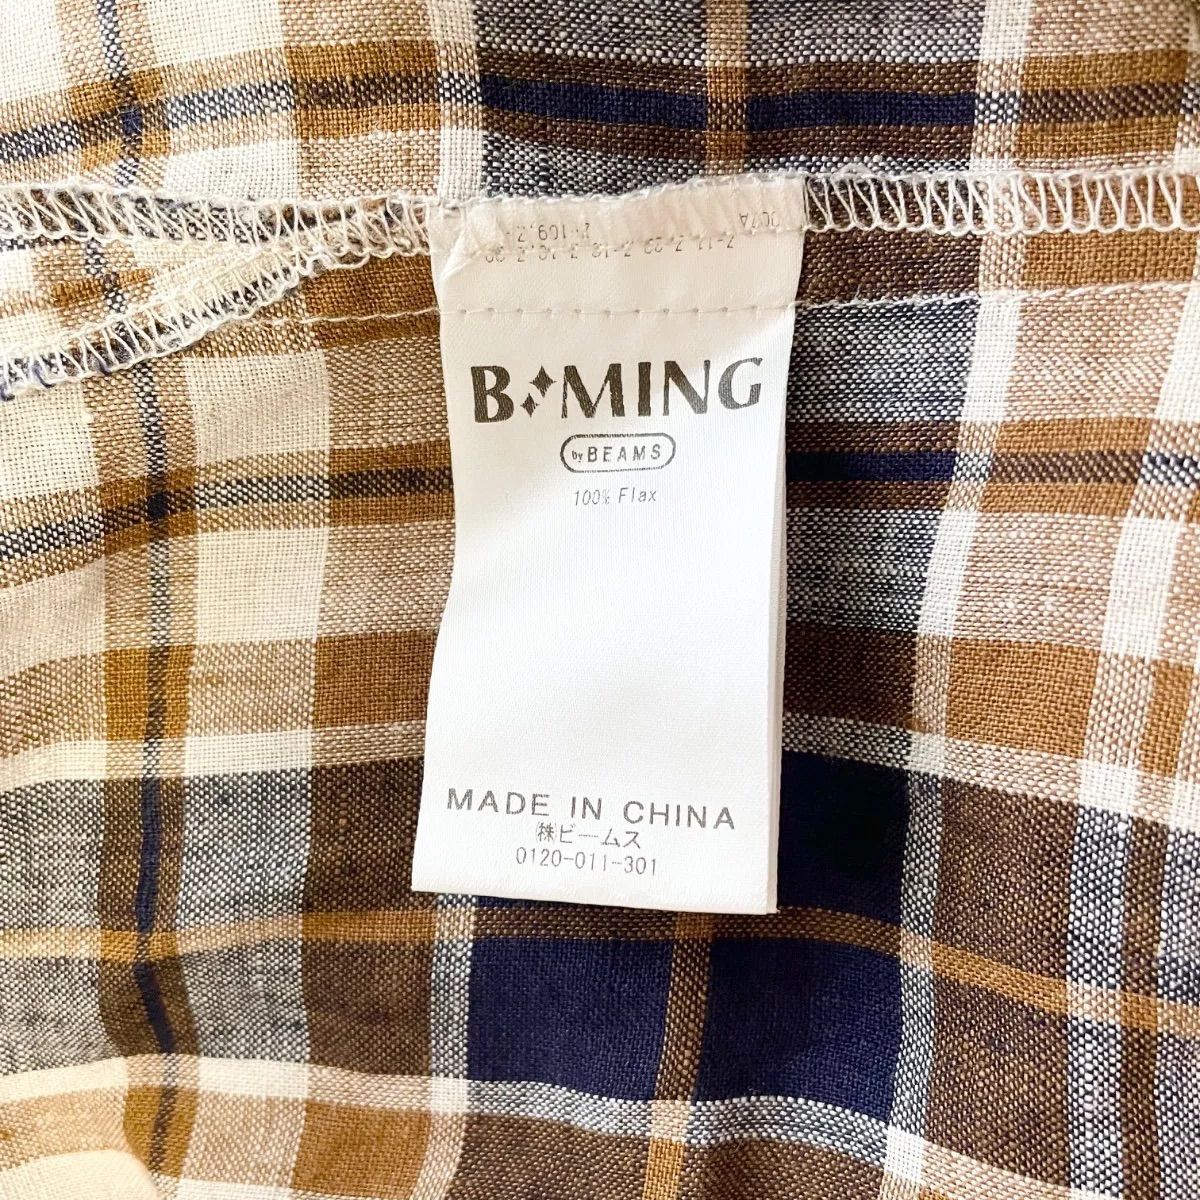 B MING
by BEAMS
100% Flax
MADE IN CHINA
㈱ビームス
0120-011-301